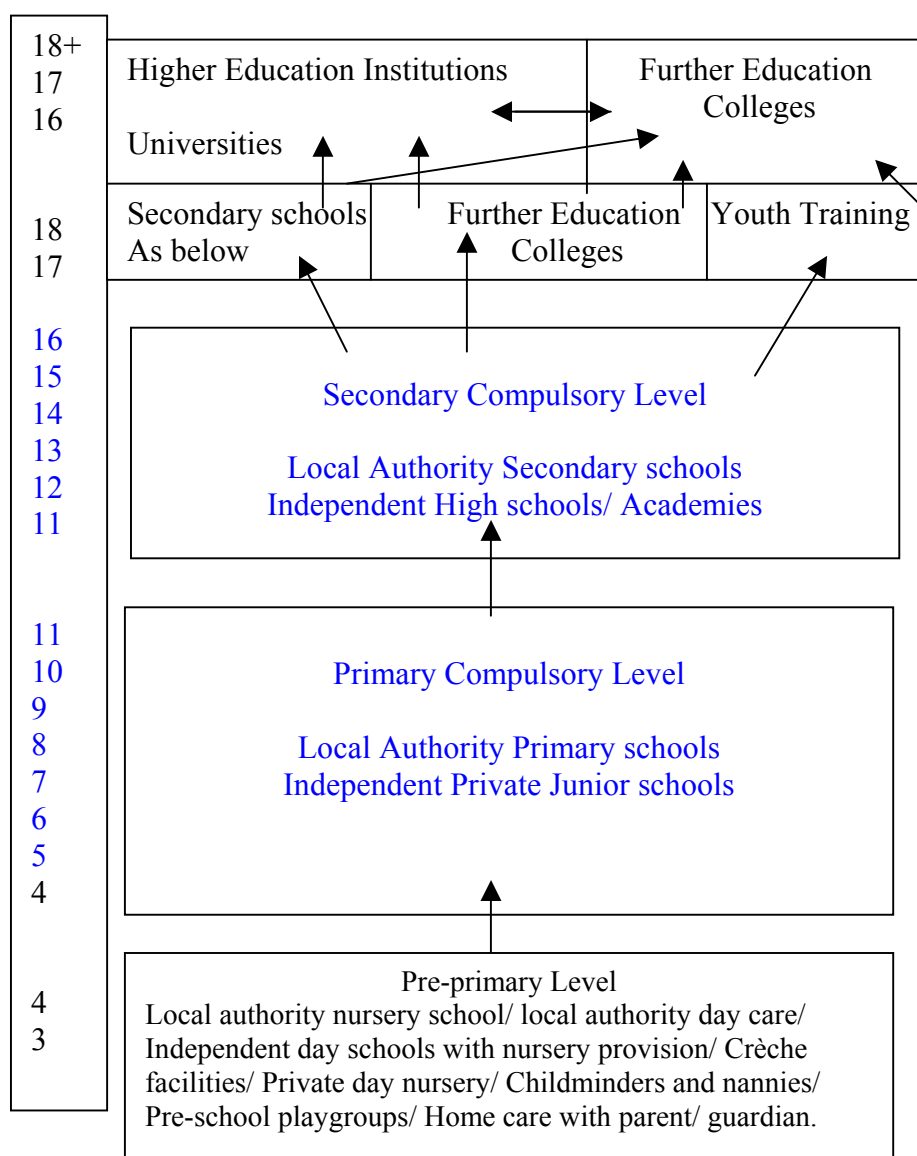 18+
17
16
Higher Education Institutions
Universities
Further Education
Colleges
18
17
Secondary schools
As below
Further Education
Colleges
Youth Training
16
15
14
13
12
11
Secondary Compulsory Level
Local Authority Secondary schools
Independent High schools/ Academies
11
10
9
8
7
6
5
4
Primary Compulsory Level
Local Authority Primary schools
Independent Private Junior schools
4
3
Pre-primary Level
Local authority nursery school/ local authority day care/
Independent day schools with nursery provision/ Crèche
facilities/ Private day nursery/ Childminders and nannies/
Pre-school playgroups/ Home care with parent/ guardian.